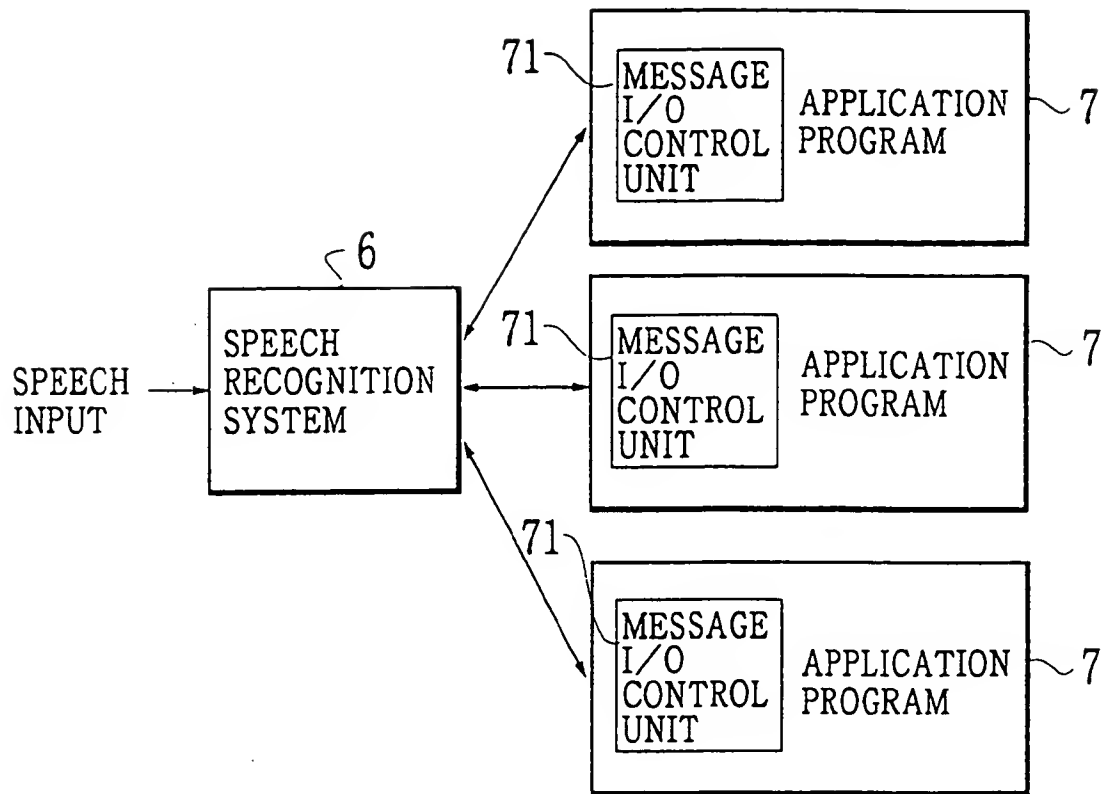 71
MESSAGE
I/O
CONTROL
UNIT
APPLICATION
PROGRAM
7
6
SPEECH
INPUT
SPEECH
RECOGNITION
SYSTEM
71
MESSAGE
I/O
CONTROL
UNIT
APPLICATION
PROGRAM
7
71
MESSAGE
I/O
CONTROL
UNIT
APPLICATION
PROGRAM
7